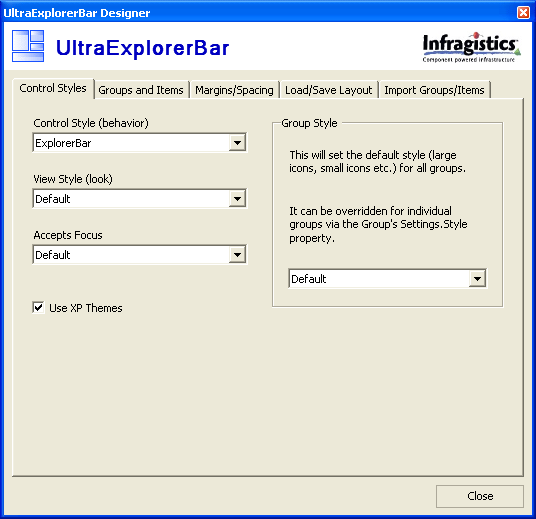 UltraExplorerBar Designer
UltraExplorerBar
Infragistics
Component powered infrastructure
Control Styles
Groups and Items
Margins/Spacing
Load/Save Layout
Import Groups/Items
Control Style (behavior)
ExplorerBar
View Style (look)
Default
Accepts Focus
Default
Use XP Themes
Group Style
This will set the default style (large
icons, small icons etc.) for all groups.
It can be overridden for individual
groups via the Group's Settings.Style
property.
Default
Close